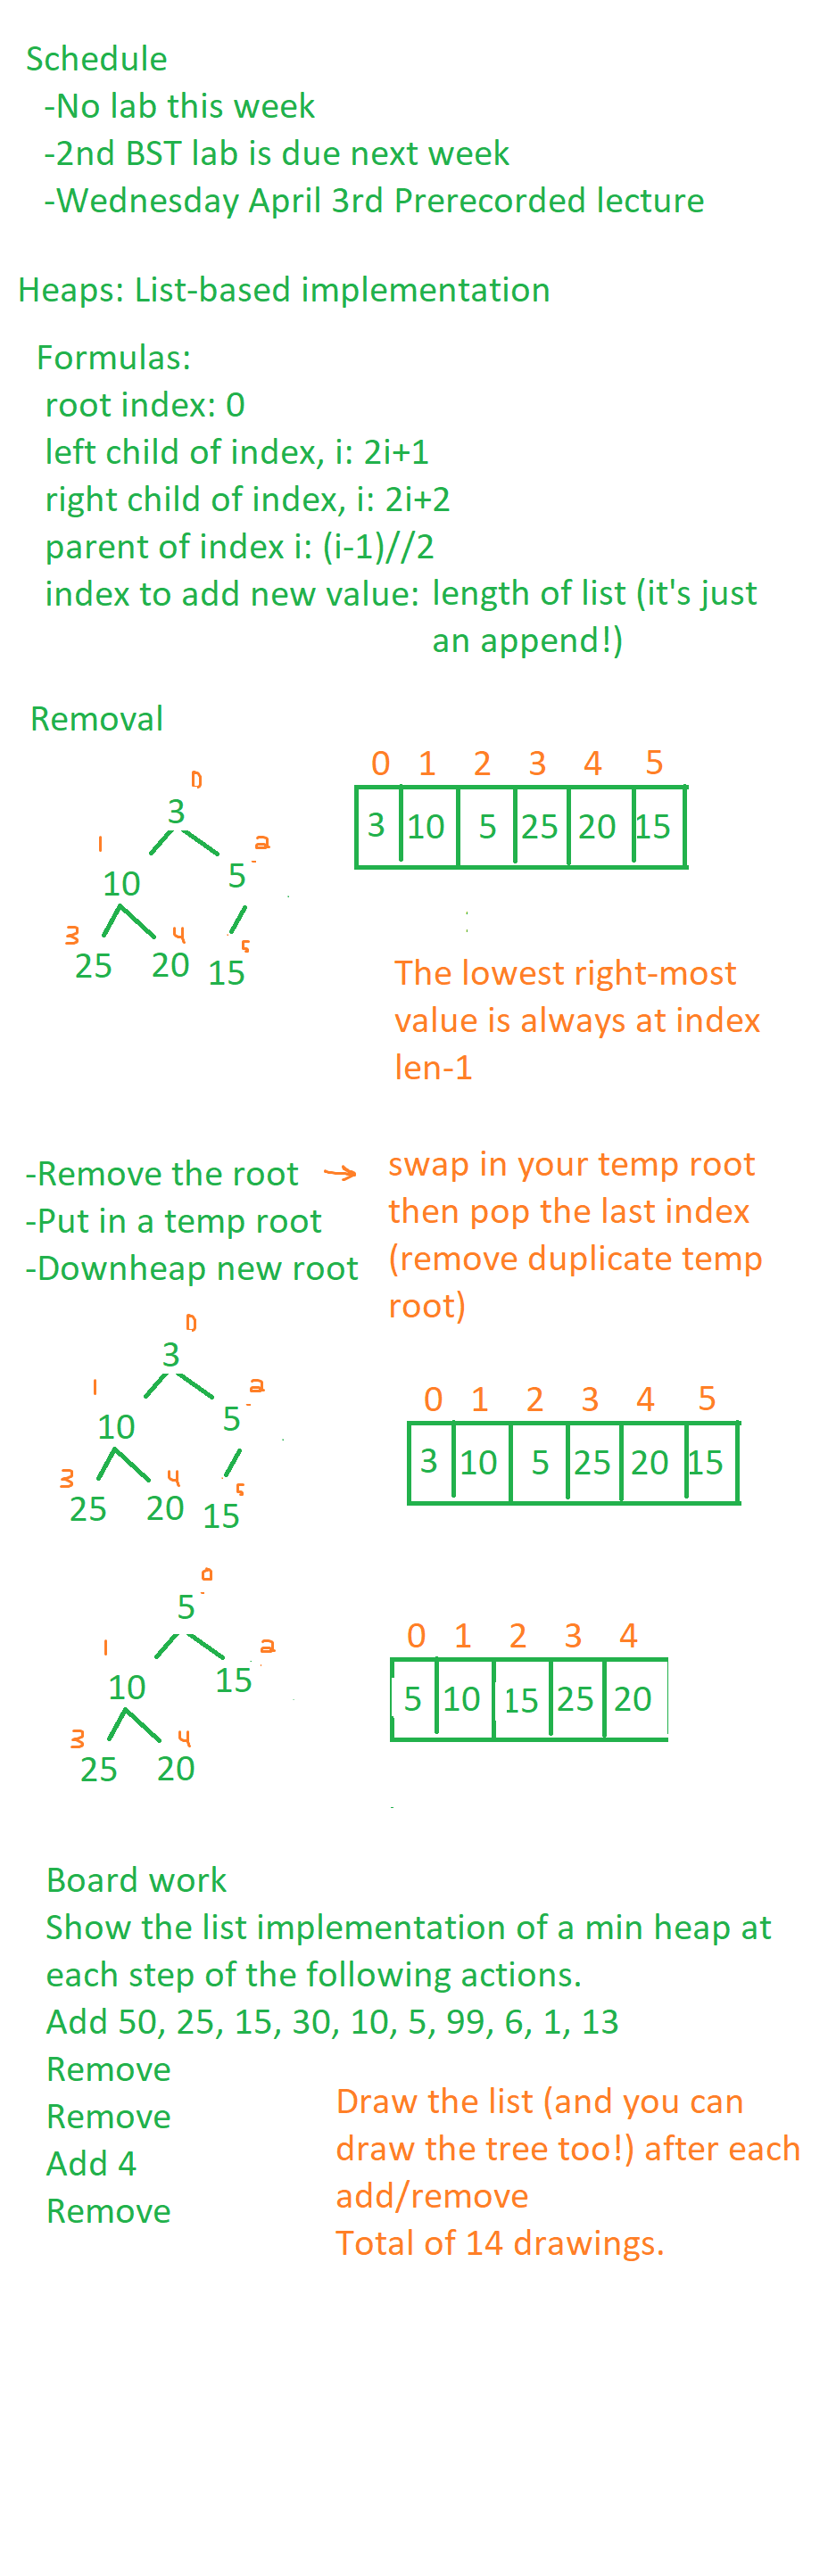 Schedule
-No lab this week
-2nd BST lab is due next week
-Wednesday April 3rd Prerecorded lecture
Heaps: List-based implementation
Formulas:
root index: 0
left child of index, i: 2i+1
right child of index, i: 2i+2
parent of index i: (i-1)//2
index to add new value: length of list (it's just
an append!)
Removal
0 1 2 3 4 5
3 10 5 25 20 15
0
3
1 2
10 5
3 4 5
25 20 15
The lowest right-most
value is always at index
len-1
-Remove the root
-Put in a temp root
-Downheap new root
swap in your temp root
then pop the last index
(remove duplicate temp
root)
0
3
1 2
10 5
3 4 5
25 20 15
0 1 2 3 4 5
3 10 5 25 20 15
0
5
1 2
10 15
3 4
25 20
0 1 2 3 4
5 10 15 25 20
Board work
Show the list implementation of a min heap at
each step of the following actions.
Add 50, 25, 15, 30, 10, 5, 99, 6, 1, 13
Remove
Remove
Add 4
Remove
Draw the list (and you can
draw the tree too!) after each
add/remove
Total of 14 drawings.